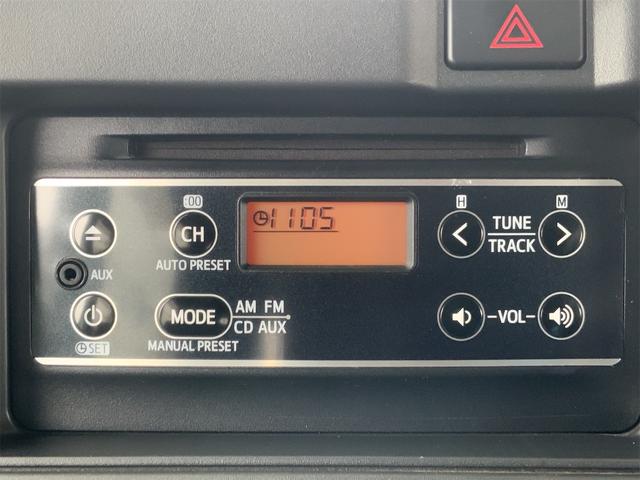 :00
CH
AUTO PRESET
AUX
1105
H
M
TUNE
TRACK
MODE
AM FM
CD AUX
MANUAL PRESET
SET
-VOL-